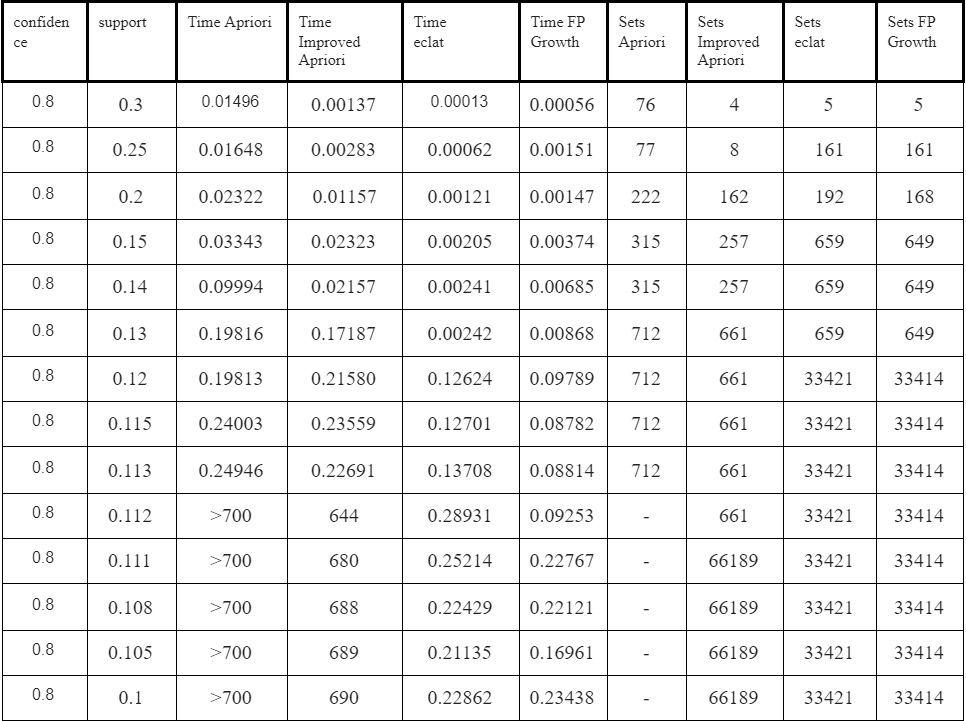 confiden support Time Apriori Time Time Time FP Sets Sets Sets Sets FP
ce Improved eclat Growth Apriori Improved eclat Growth
Apriori Apriori
0.8 0.3 0.01496 0.00137 0.00013 0.00056 76 4 5 5
0.8 0.25 0.01648 0.00283 0.00062 0.00151 77 8 161 161
0.8 0.2 0.02322 0.01157 0.00121 0.00147 222 162 192 168
0.8 0.15 0.03343 0.02323 0.00205 0.00374 315 257 659 649
0.8 0.14 0.09994 0.02157 0.00241 0.00685 315 257 659 649
0.8 0.13 0.19816 0.17187 0.00242 0.00868 712 661 659 649
0.8 0.12 0.19813 0.21580 0.12624 0.09789 712 661 33421 33414
0.8 0.115 0.24003 0.23559 0.12701 0.08782 712 661 33421 33414
0.8 0.113 0.24946 0.22691 0.13708 0.08814 712 661 33421 33414
0.8 0.112 >700 644 0.28931 0.09253 - 661 33421 33414
0.8 0.111 >700 680 0.25214 0.22767 - 66189 33421 33414
0.8 0.108 >700 688 0.22429 0.22121 - 66189 33421 33414
0.8 0.105 >700 689 0.21135 0.16961 - 66189 33421 33414
0.8 0.1 >700 690 0.22862 0.23438 - 66189 33421 33414